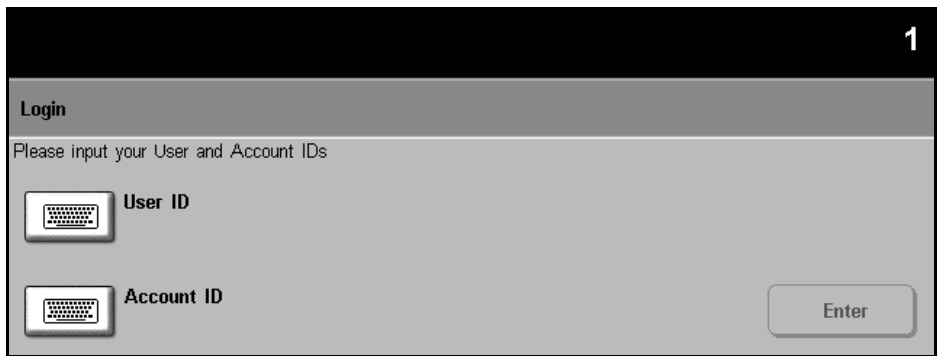 1
Login
Please input your User and Account IDs
User ID
Account ID
Enter